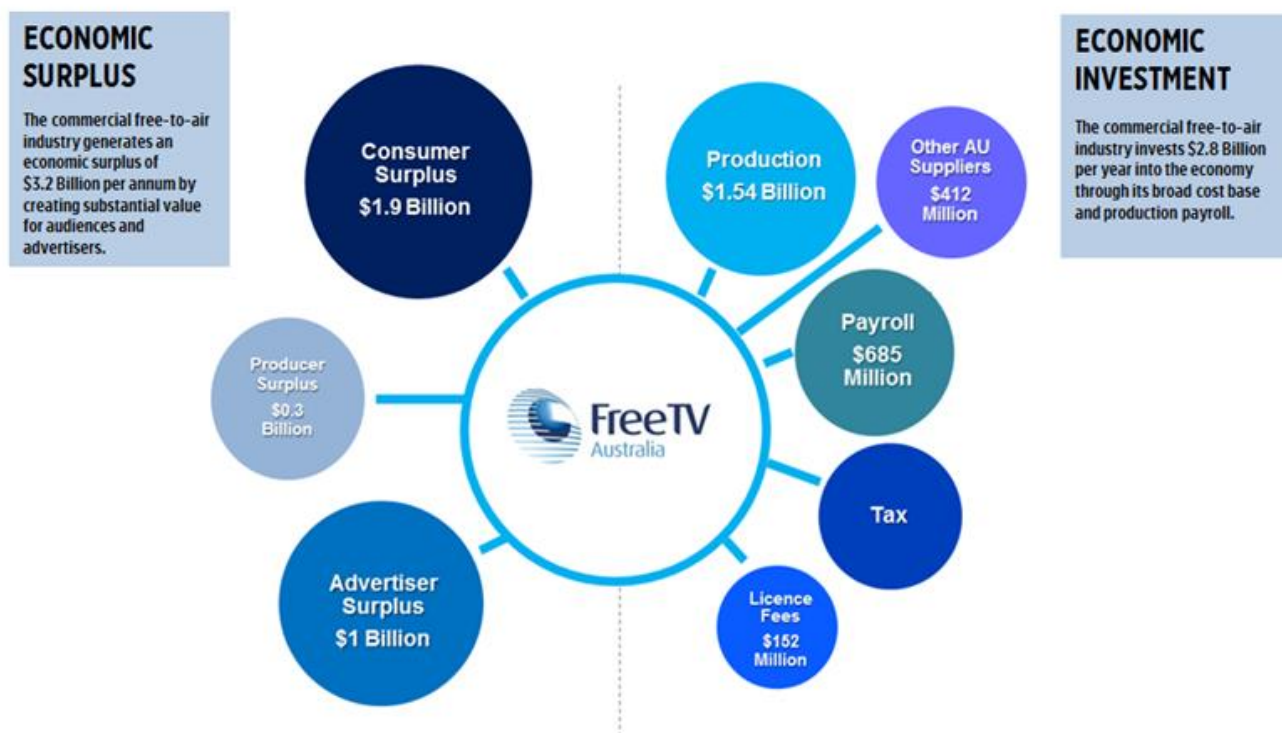 ECONOMIC
SURPLUS
The commercial free-to-air
industry generates an
economic surplus of
$3.2 Billion per annum by
creating substantial value
for audiences and
advertisers.
Consumer
Surplus
$1.9 Billion
Producer
Surplus
$0.3
Billion
Advertiser
Surplus
$1 Billion
FreeTV
Australia
Production
$1.54 Billion
Other AU
Suppliers
$412
Million
Payroll
$685
Million
Tax
Licence
Fees
$152
Million
ECONOMIC
INVESTMENT
The commercial free-to-air
industry invests $2.8 Billion
per year into the economy
through its broad cost base
and production payroll.